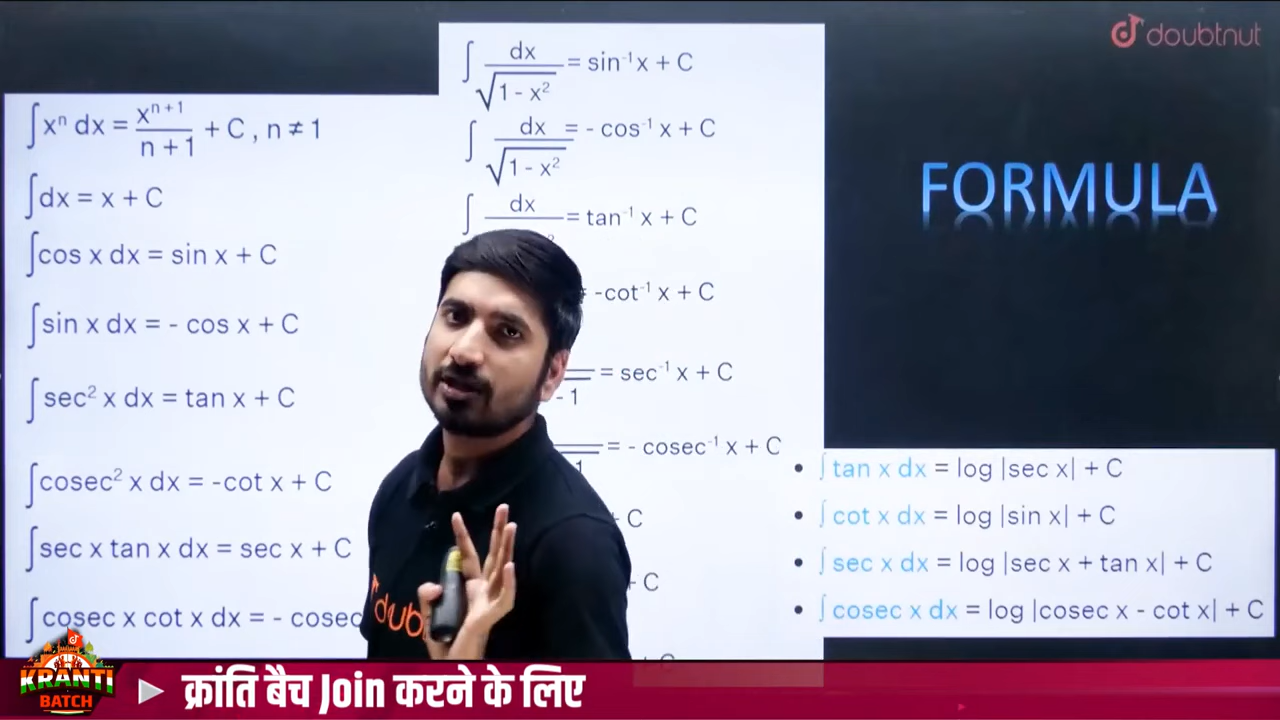 doubtnut
FORMULA
∫xⁿ dx = xⁿ⁺¹/n + 1 + C , n ≠ 1
∫dx = x + C
∫cos x dx = sin x + C
∫sin x dx = - cos x + C
∫sec² x dx = tan x + C
∫cosec² x dx = -cot x + C
∫sec x tan x dx = sec x + C
∫cosec x cot x dx = - cosec
∫ dx/√1 - x² = sin⁻¹x + C
∫ dx/√1 - x² = - cos⁻¹ x + C
∫ dx = tan⁻¹ x + C
-cot⁻¹ x + C
- 1 = sec⁻¹ x + C
1 = - cosec⁻¹ x + C
C
C
• ∫ tan x dx = log |sec x| + C
• ∫ cot x dx = log |sin x| + C
• ∫ sec x dx = log |sec x + tan x| + C
• ∫ cosec x dx = log |cosec x - cot x| + C
doub
KRANTI
BATCH
क्रांति बैच Join करने के लिए